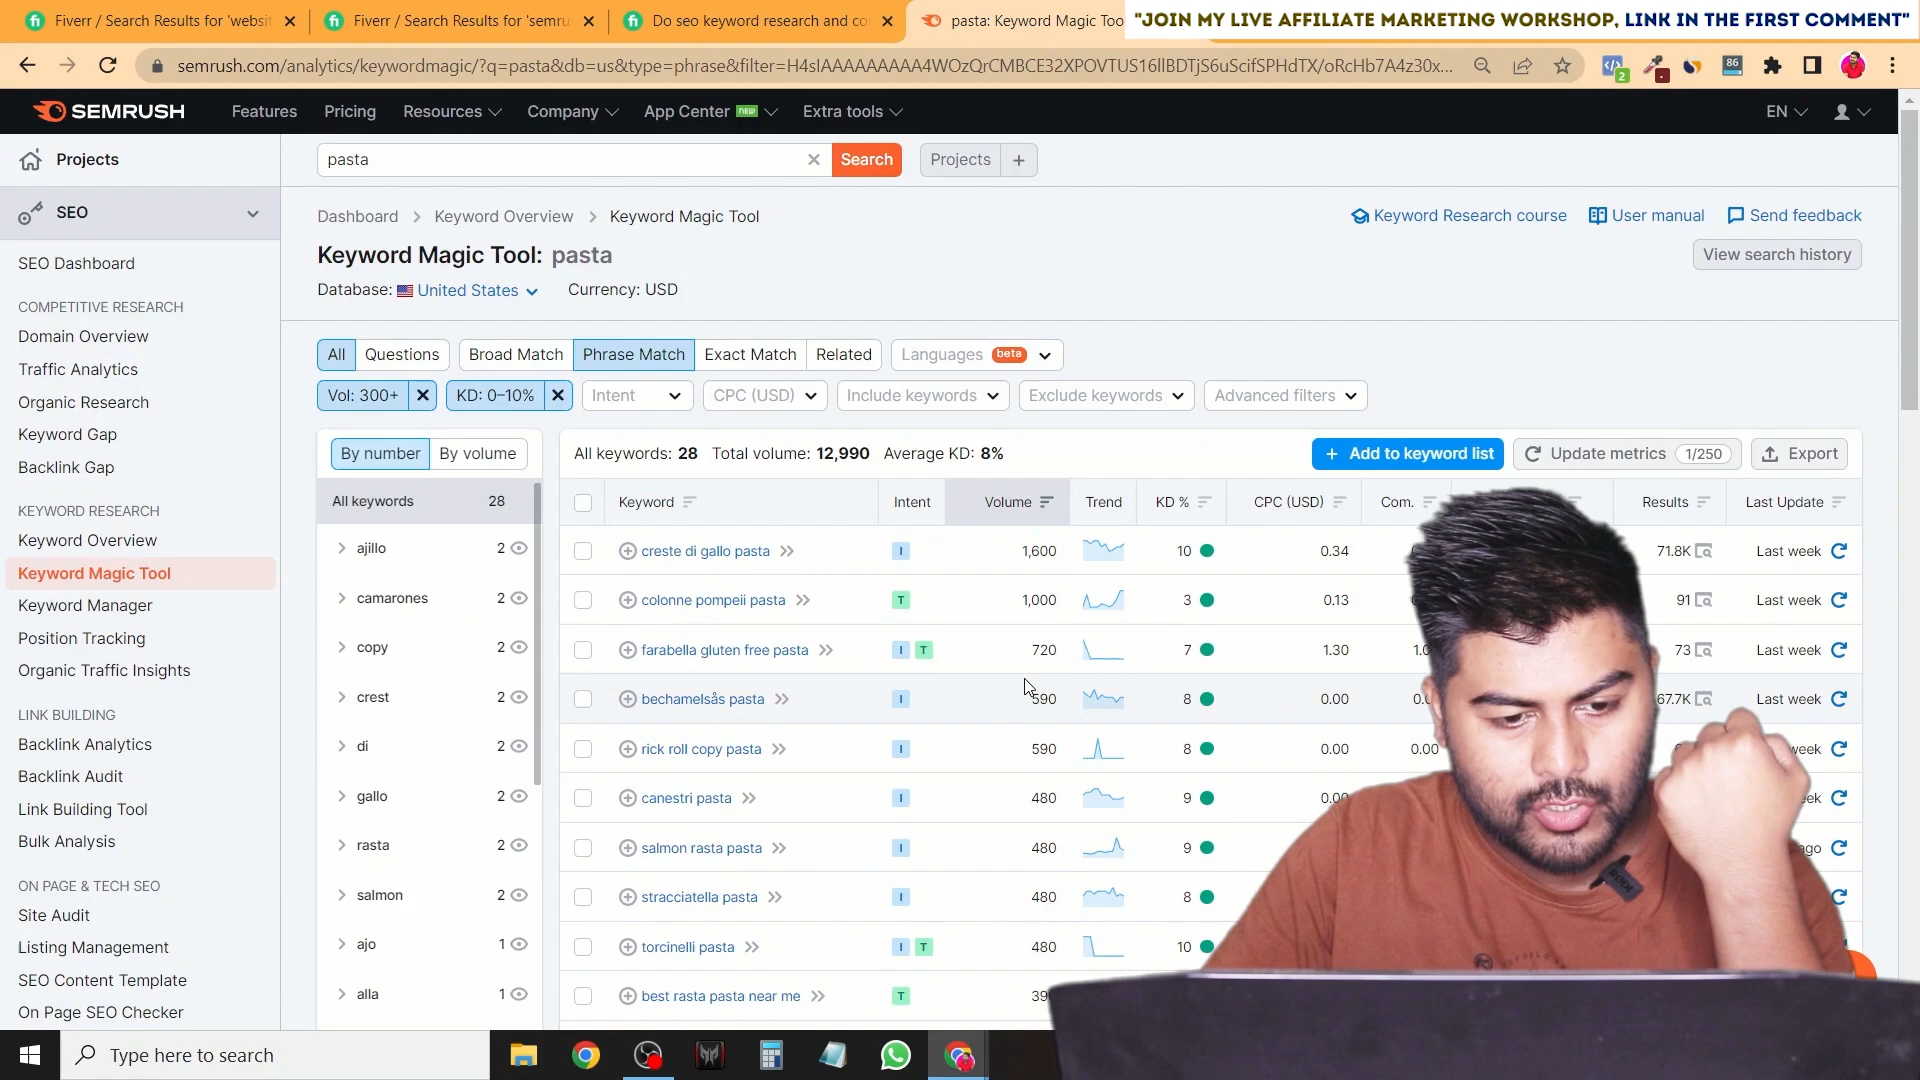 Fiverr / Search Results for 'websit
Fiverr / Search Results for 'semru
Do seo keyword research and co
pasta: Keyword Magic Too
"JOIN MY LIVE AFFILIATE MARKETING WORKSHOP, LINK IN THE FIRST COMMENT"
semrush.com/analytics/keywordmagic/?q=pasta&db=us&type=phrase&filter=H4sIAAAAAAAAA4WOzQrCMBCE32XPOVTUS16llBDTjS6uScifSPHdTX/oRcHb7A4z30x...
2
86
SEMRUSH
Features
Pricing
Resources
Company
App Center NEW
Extra tools
EN
Projects
pasta
Search
Projects
+
SEO
Dashboard > Keyword Overview > Keyword Magic Tool
Keyword Research course
User manual
Send feedback
Keyword Magic Tool: pasta
View search history
Database: United States
Currency: USD
SEO Dashboard
COMPETITIVE RESEARCH
Domain Overview
Traffic Analytics
Organic Research
Keyword Gap
Backlink Gap
KEYWORD RESEARCH
Keyword Overview
Keyword Magic Tool
Keyword Manager
Position Tracking
Organic Traffic Insights
LINK BUILDING
Backlink Analytics
Backlink Audit
Link Building Tool
Bulk Analysis
ON PAGE & TECH SEO
Site Audit
Listing Management
SEO Content Template
On Page SEO Checker
All
Questions
Broad Match
Phrase Match
Exact Match
Related
Languages beta
Vol: 300+
KD: 0–10%
Intent
CPC (USD)
Include keywords
Exclude keywords
Advanced filters
By number
By volume
All keywords 28
ajillo 2
camarones 2
copy 2
crest 2
di 2
gallo 2
rasta 2
salmon 2
ajo 1
alla 1
All keywords: 28 Total volume: 12,990 Average KD: 8%
+ Add to keyword list
Update metrics 1/250
Export
Keyword Intent Volume Trend KD % CPC (USD) Com. Results Last Update
creste di gallo pasta I 1,600 10 0.34 71.8K Last week
colonne pompeii pasta T 1,000 3 0.13 91 Last week
farabella gluten free pasta I T 720 7 1.30 73 Last week
bechamelsås pasta I 590 8 0.00 67.7K Last week
rick roll copy pasta I 590 8 0.00 0.00 week
canestri pasta I 480 9 0.00
salmon rasta pasta I 480 9 ago
stracciatella pasta I 480 8
torcinelli pasta I T 480 10
best rasta pasta near me T
RODE
Type here to search